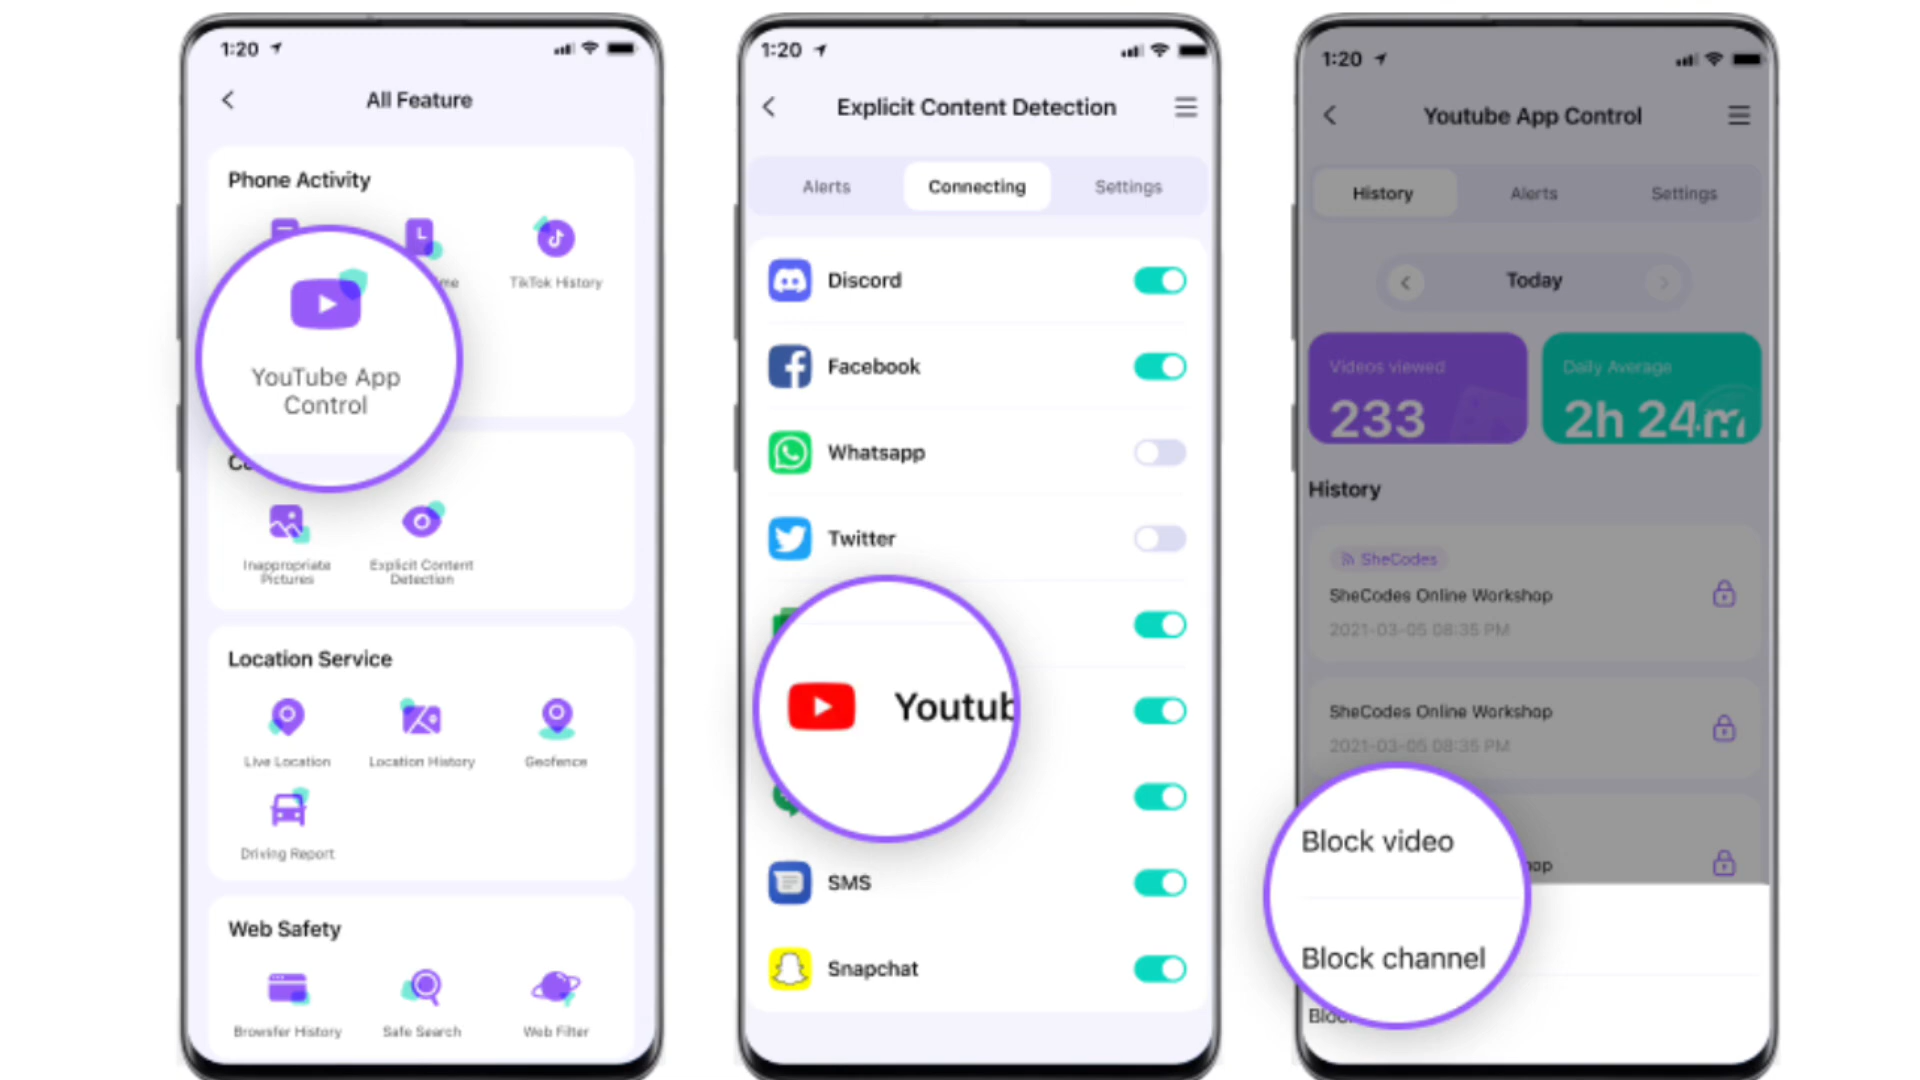 1:20
All Feature
Phone Activity
me
TikTok History
YouTube App
Control
Inappropriate
Pictures
Explicit Content
Detection
Location Service
Live Location
Location History
Geofence
Driving Report
Web Safety
Browsfer History
Safe Search
Web Filter
1:20
Explicit Content Detection
Alerts
Connecting
Settings
Discord
Facebook
Whatsapp
Twitter
Youtub
SMS
Snapchat
1:20
Youtube App Control
History
Alerts
Settings
Today
Videos viewed
233
Daily Average
2h 24m
History
SheCodes
SheCodes Online Workshop
2021-03-05 08:35 PM
SheCodes Online Workshop
2021-03-05 08:35 PM
op
Block video
Block channel
Bloc